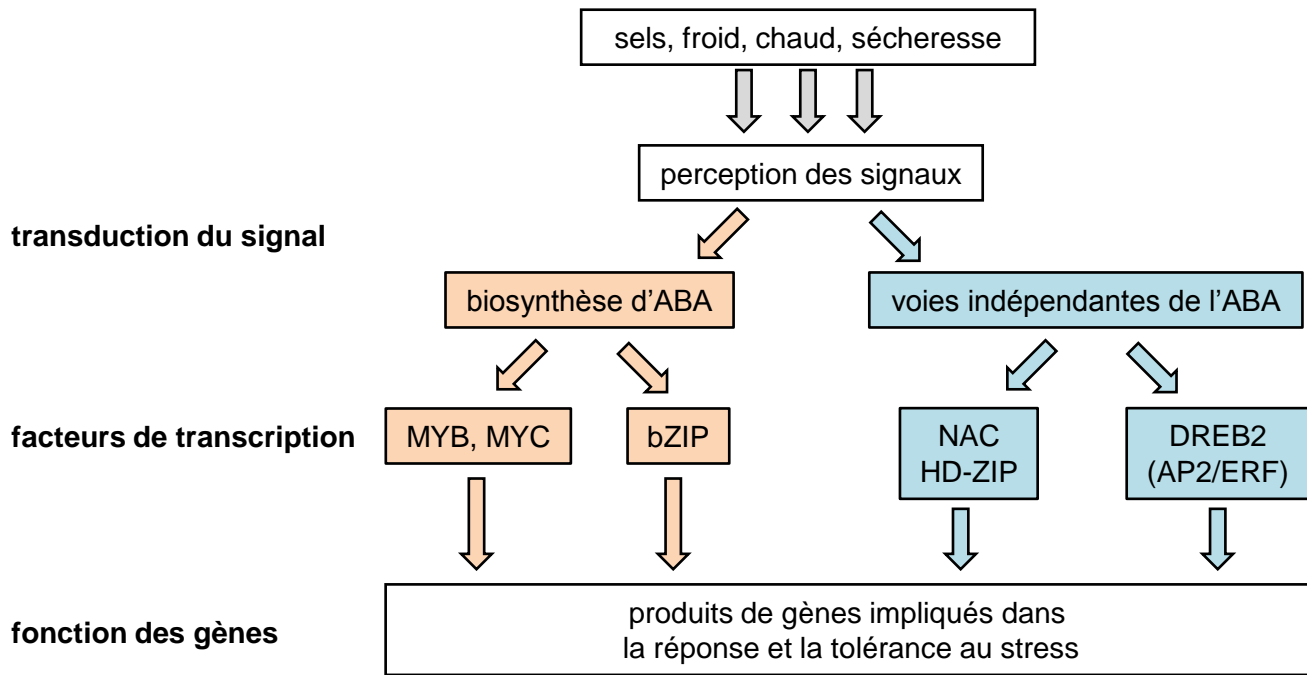 sels, froid, chaud, sécheresse
perception des signaux
transduction du signal
biosynthèse d’ABA
voies indépendantes de l’ABA
facteurs de transcription
MYB, MYC
bZIP
NAC
HD-ZIP
DREB2
(AP2/ERF)
fonction des gènes
produits de gènes impliqués dans
la réponse et la tolérance au stress